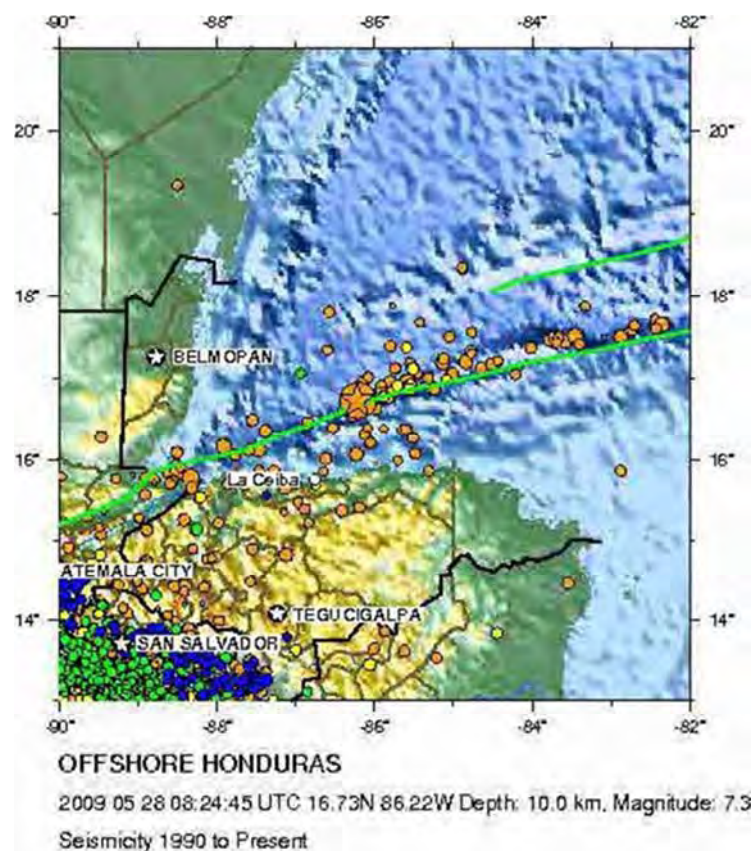 -90° -88° -86° -84° -82°
20° 20°
18° 18°
BELMOPAN
16° 16°
La Ceiba
ATEMALA CITY
14° TEGUCIGALPA 14°
SAN SALVADOR
-90° -88° -86° -84° -82°
OFFSHORE HONDURAS
2009 05 28 08:24:45 UTC 16.73N 86.22W Depth: 10.0 km, Magnitude: 7.3
Seismicity 1990 to Present